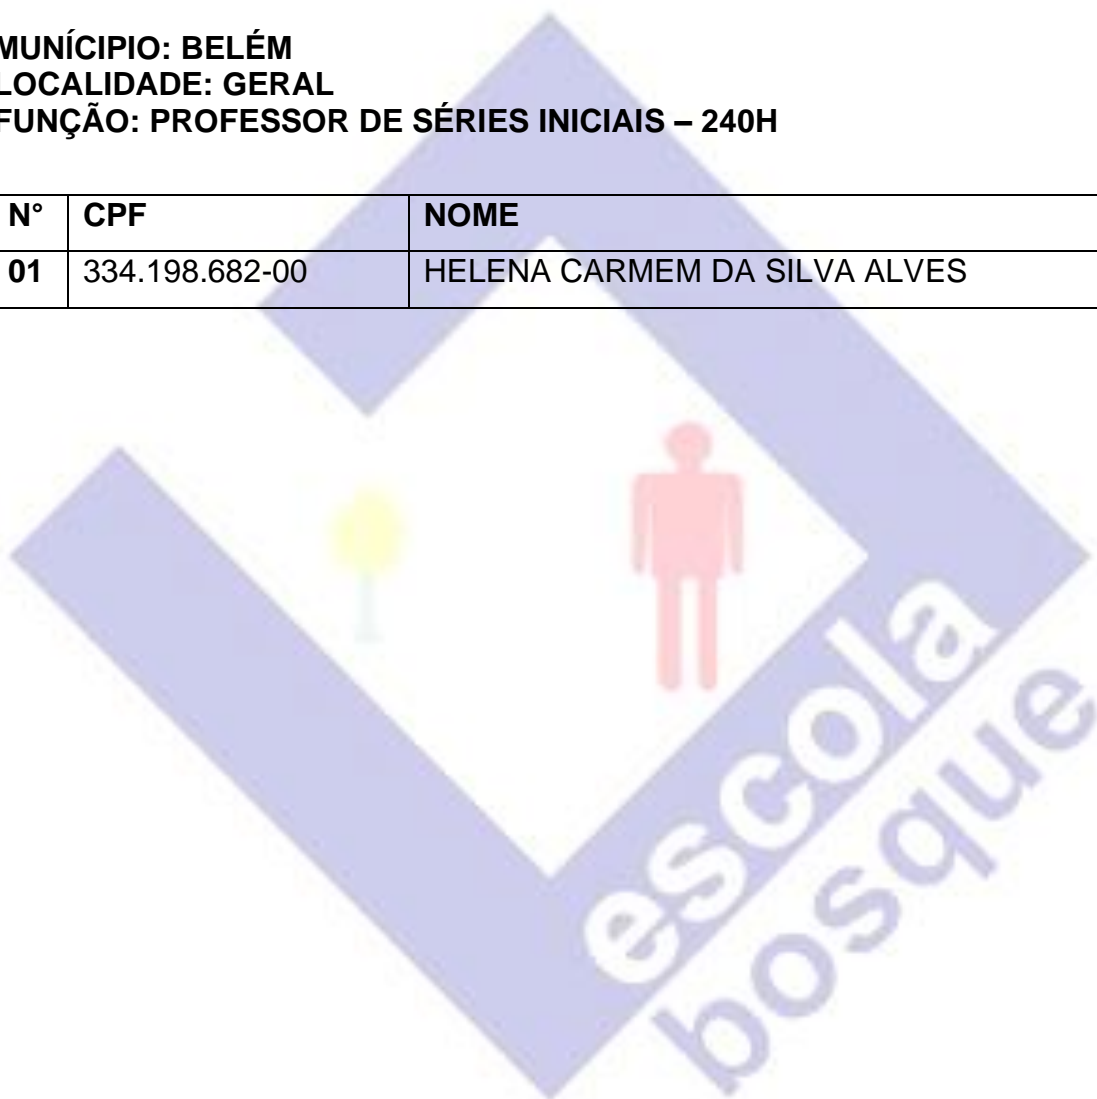 MUNÍCIPIO: BELÉM
LOCALIDADE: GERAL
FUNÇÃO: PROFESSOR DE SÉRIES INICIAIS – 240H
N° CPF NOME
01 334.198.682-00 HELENA CARMEM DA SILVA ALVES
escola
bosque